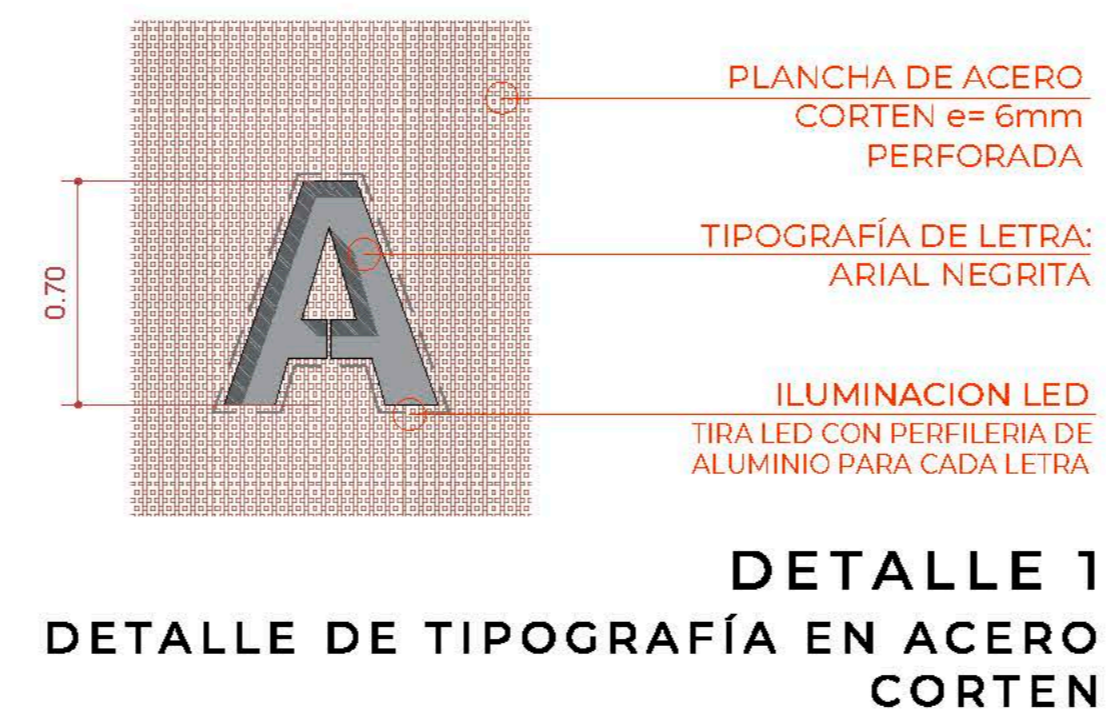 PLANCHA DE ACERO
CORTEN e= 6mm
PERFORADA
TIPOGRAFÍA DE LETRA:
ARIAL NEGRITA
0.70
A
ILUMINACION LED
TIRA LED CON PERFILERIA DE
ALUMINIO PARA CADA LETRA
DETALLE 1
DETALLE DE TIPOGRAFÍA EN ACERO
CORTEN